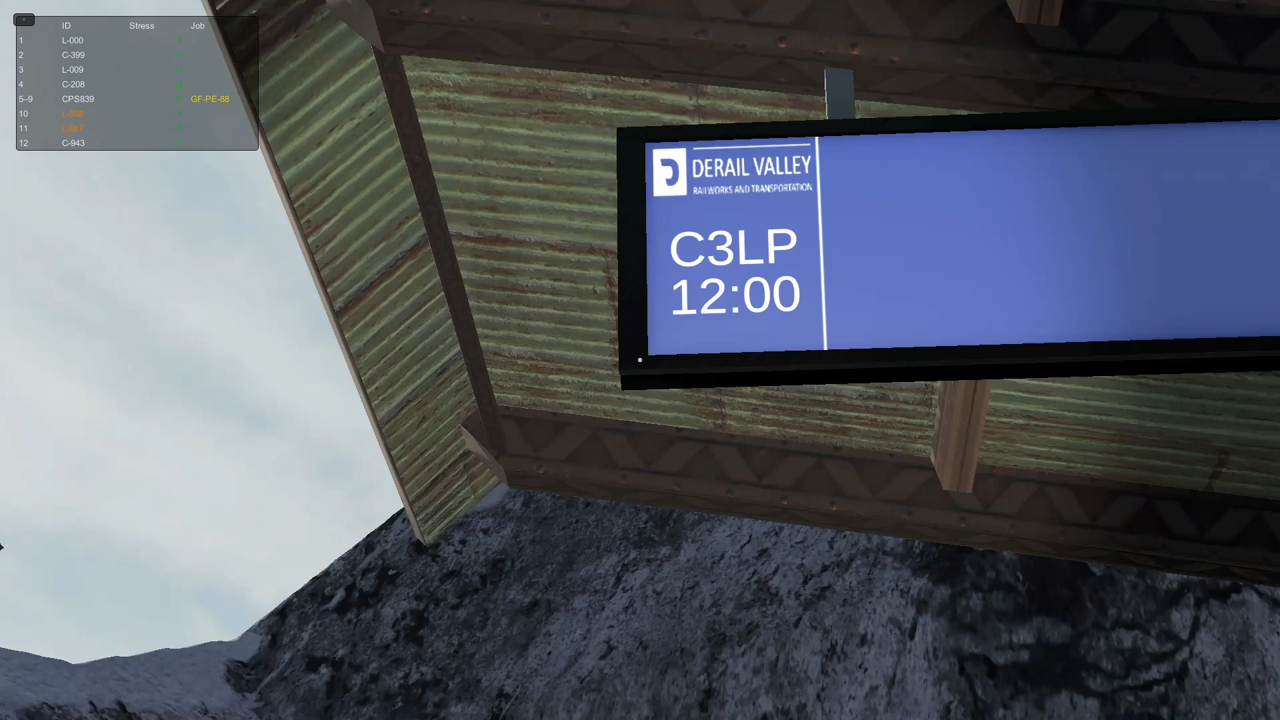 ID Stress Job
1 L-000
2 C-399
3 L-009
4 C-208
5-9 CPS839 GF-PE-88
10
11
12 C-943
DERAIL VALLEY
RAILWORKS AND TRANSPORTATION
C3LP
12:00